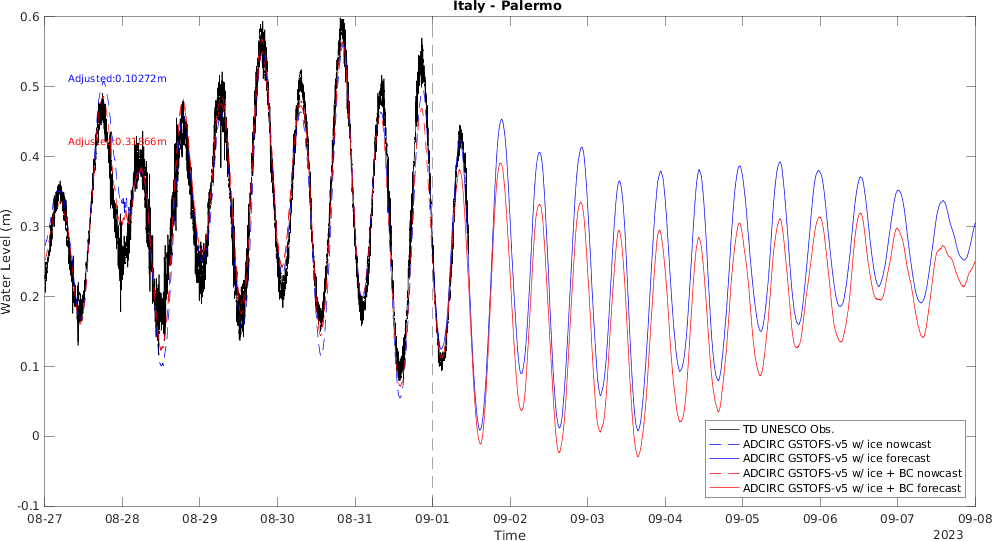 Italy - Palermo
0.6
0.5
0.4
0.3
0.2
0.1
0
-0.1
Water Level (m)
Adjusted:0.10272m
Adjusted:0.31866m
TD UNESCO Obs.
ADCIRC GSTOFS-v5 w/ ice nowcast
ADCIRC GSTOFS-v5 w/ ice forecast
ADCIRC GSTOFS-v5 w/ ice + BC nowcast
ADCIRC GSTOFS-v5 w/ ice + BC forecast
08-27 08-28 08-29 08-30 08-31 09-01 09-02 09-03 09-04 09-05 09-06 09-07 09-08
Time
2023